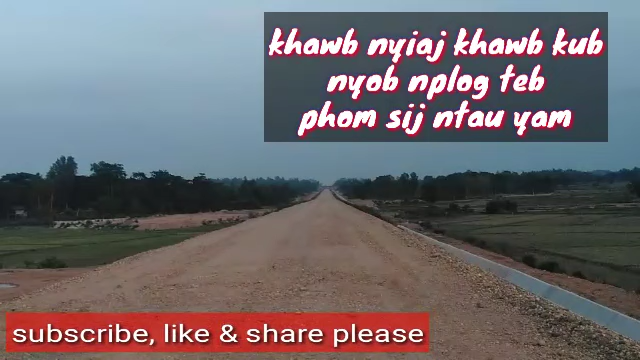 khawb nyiaj khawb kub
nyob nplog teb
phom sij ntau yam
subscribe, like & share please